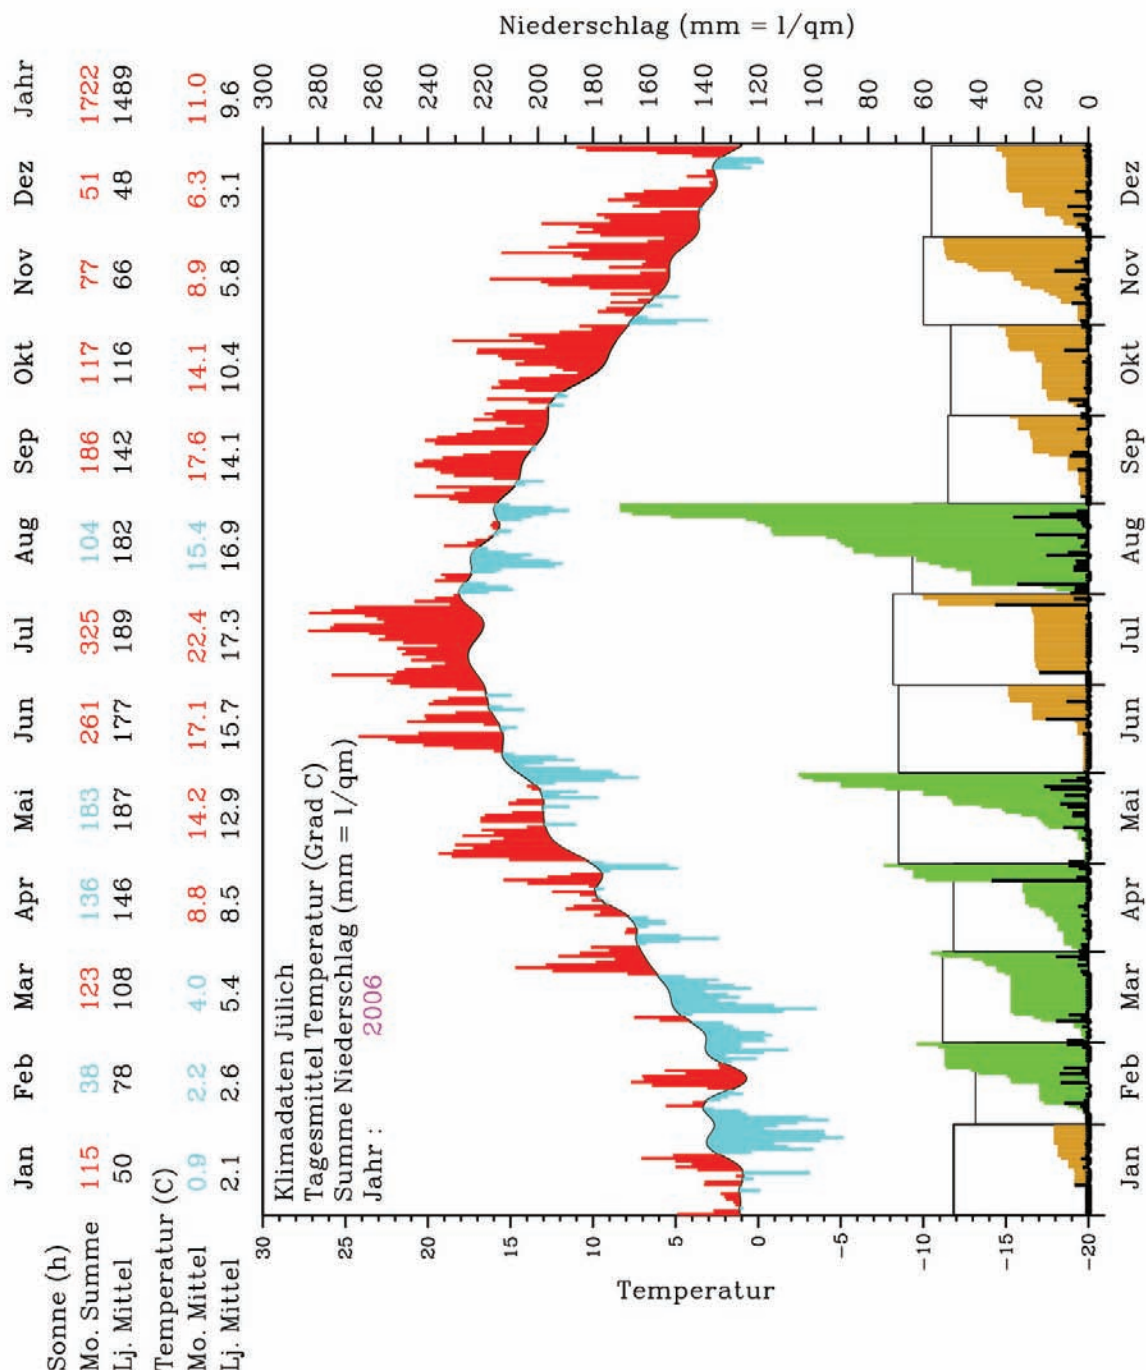 Jan Feb Mar Apr Mai Jun Jul Aug Sep Okt Nov Dez Jahr
Sonne (h)
Mo. Summe 115 38 123 136 183 261 325 104 186 117 77 51 1722
Lj. Mittel 50 78 108 146 187 177 189 182 142 116 66 48 1489
Temperatur (C)
Mo. Mittel 0.9 2.2 4.0 8.8 14.2 17.1 22.4 15.4 17.6 14.1 8.9 6.3 11.0
Lj. Mittel 2.1 2.6 5.4 8.5 12.9 15.7 17.3 16.9 14.1 10.4 5.8 3.1 9.6
Klimadaten Jülich
Tagesmittel Temperatur (Grad C)
Summe Niederschlag (mm = l/qm)
Jahr : 2006
Temperatur
30
25
20
15
10
5
0
-5
-10
-15
-20
Niederschlag (mm = l/qm)
300
280
260
240
220
200
180
160
140
120
100
80
60
40
20
0
Jan Feb Mar Apr Mai Jun Jul Aug Sep Okt Nov Dez